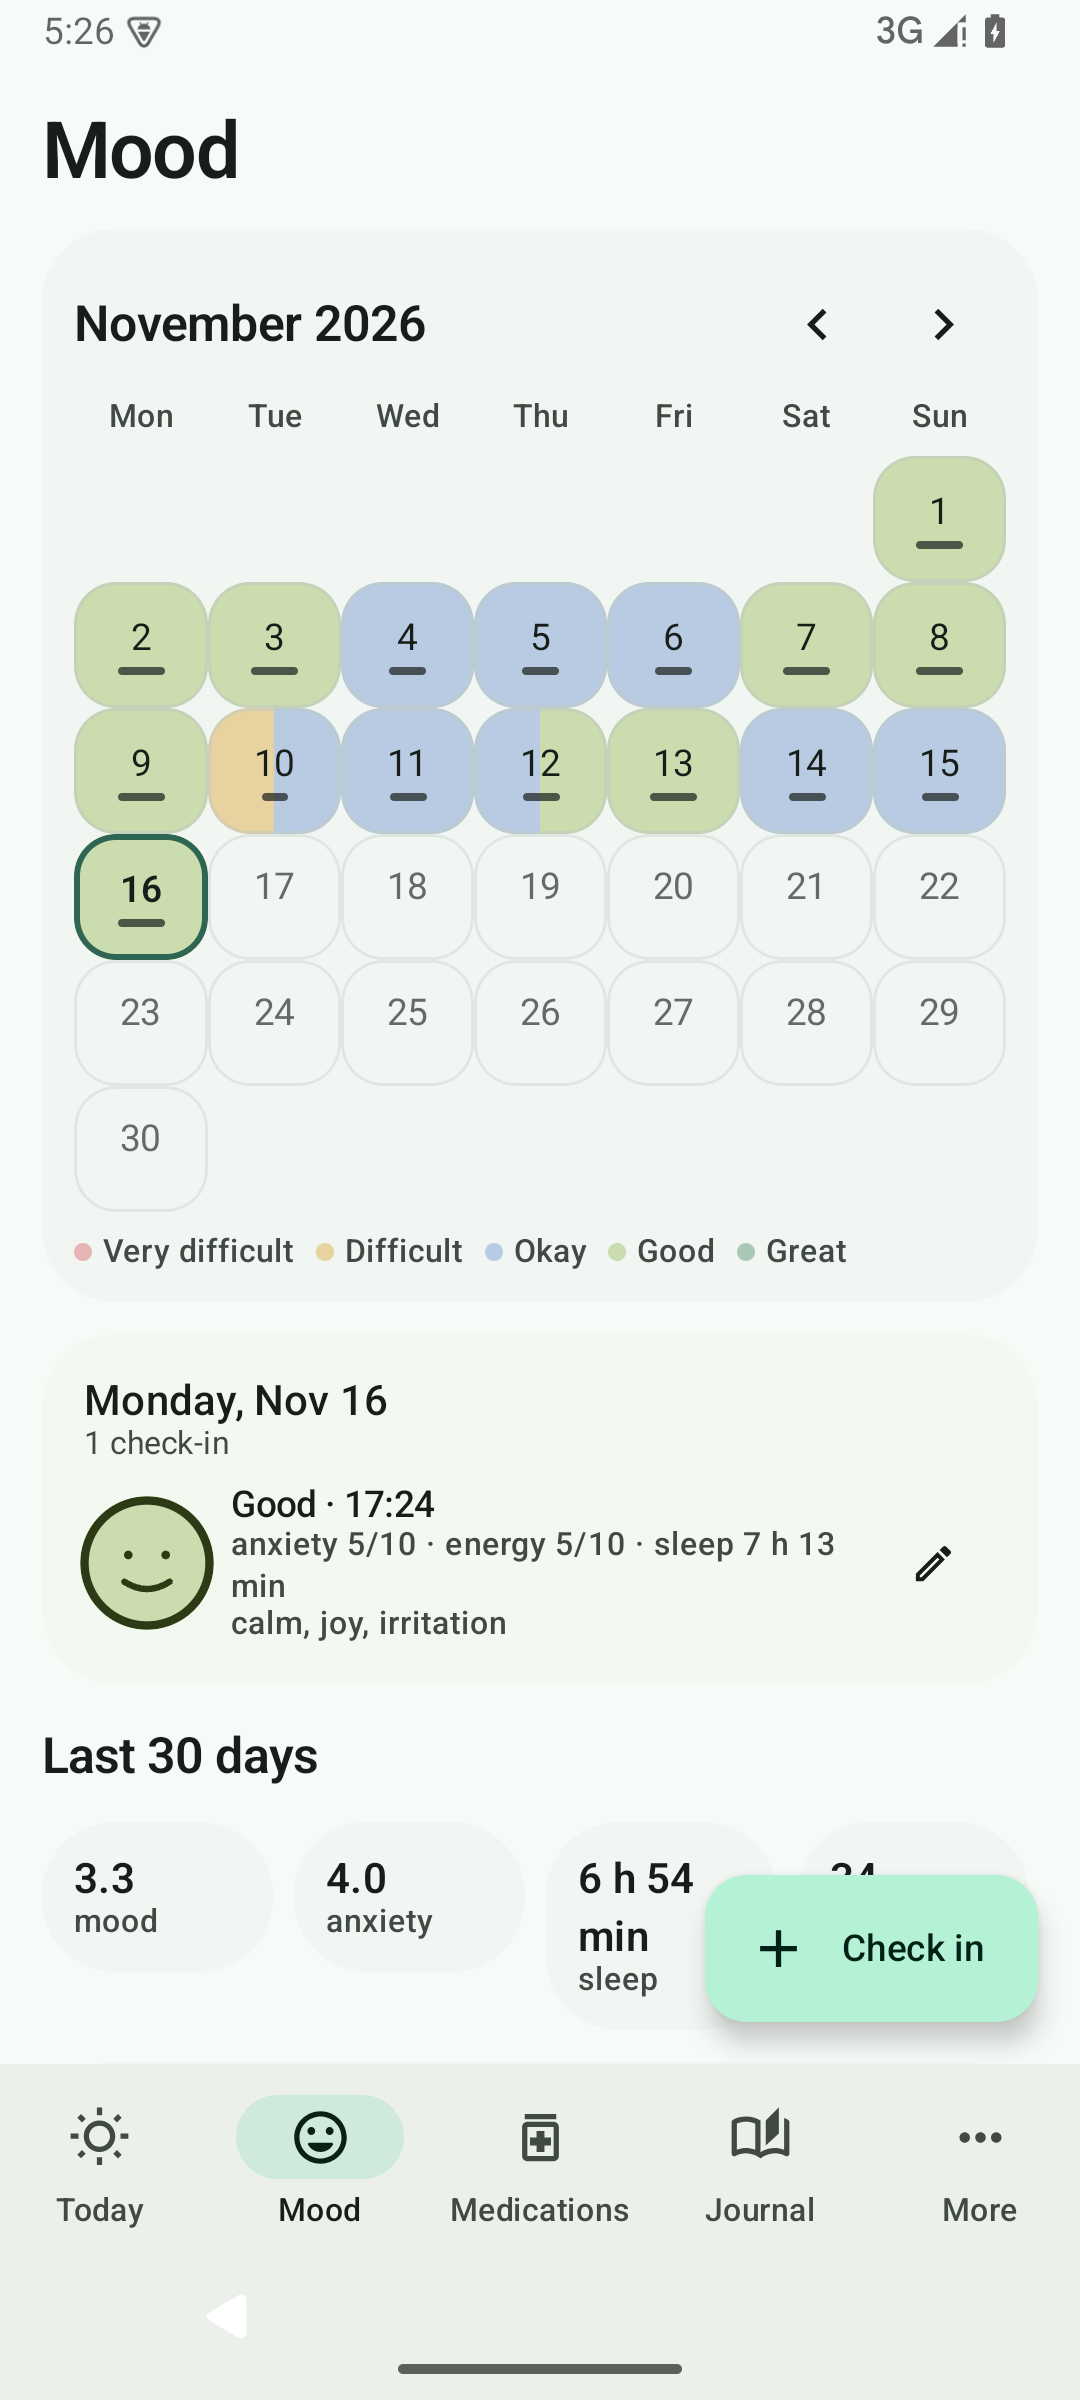 5:26
3G
Mood
November 2026
Mon Tue Wed Thu Fri Sat Sun
1
2 3 4 5 6 7 8
9 10 11 12 13 14 15
16 17 18 19 20 21 22
23 24 25 26 27 28 29
30
Very difficult Difficult Okay Good Great
Monday, Nov 16
1 check-in
Good · 17:24
anxiety 5/10 · energy 5/10 · sleep 7 h 13
min
calm, joy, irritation
Last 30 days
3.3
mood
4.0
anxiety
6 h 54
min
sleep
Check in
Today Mood Medications Journal More